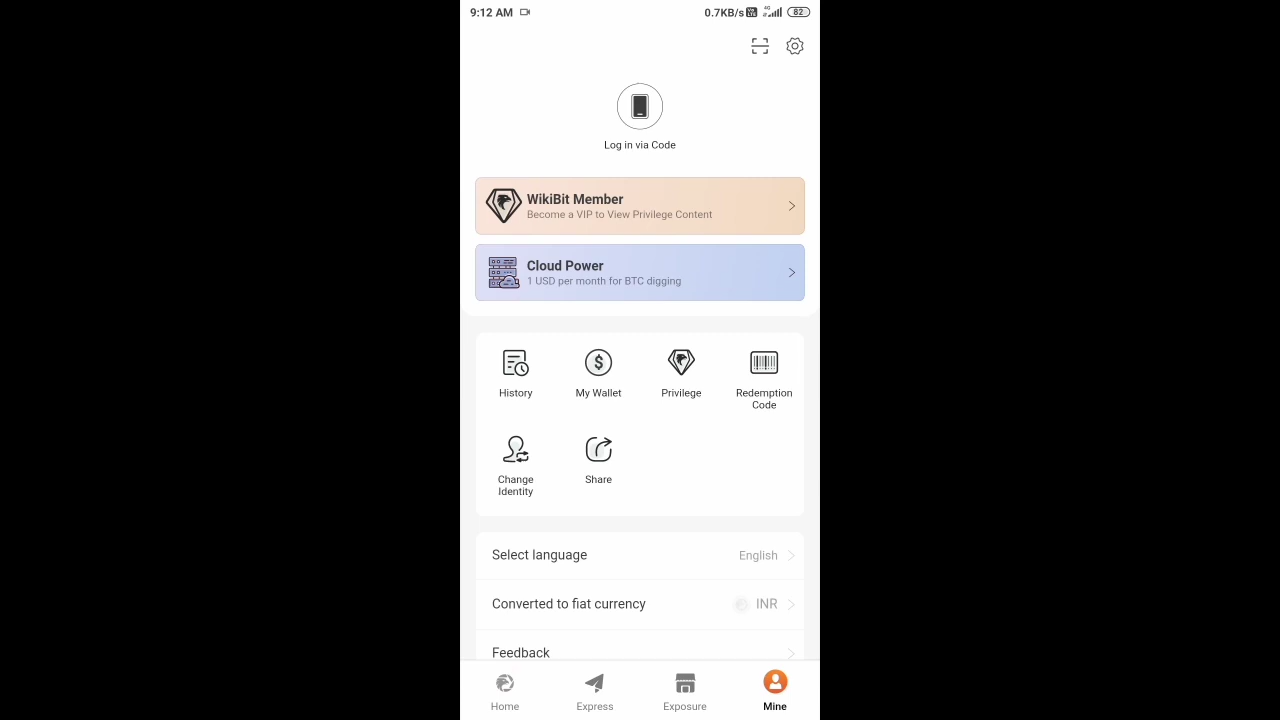 9:12 AM
0.7KB/s
4G
82
Log in via Code
WikiBit Member
Become a VIP to View Privilege Content
Cloud Power
1 USD per month for BTC digging
History
My Wallet
Privilege
Redemption
Code
Change
Identity
Share
Select language
English
Converted to fiat currency
INR
Feedback
Home
Express
Exposure
Mine